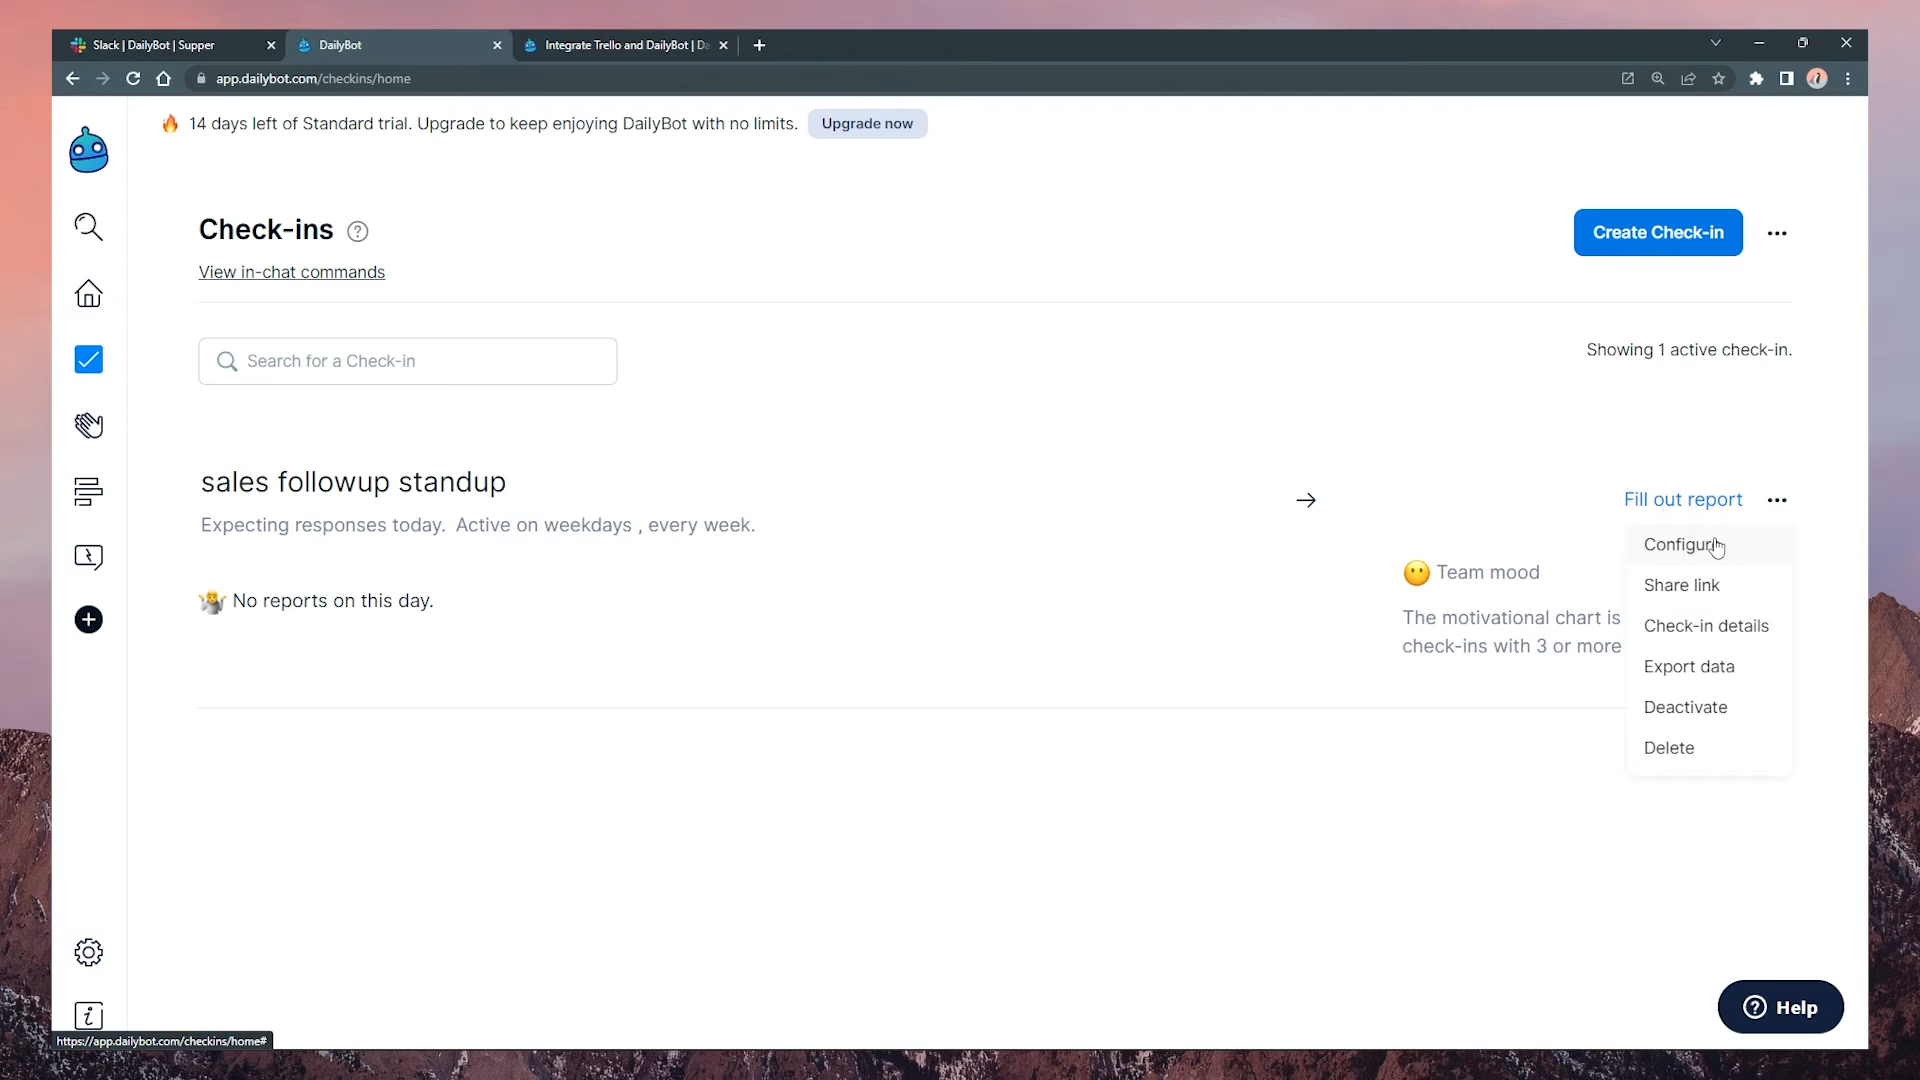 Slack | DailyBot | Supper
DailyBot
Integrate Trello and DailyBot | Da
app.dailybot.com/checkins/home
14 days left of Standard trial. Upgrade to keep enjoying DailyBot with no limits.
Upgrade now
Check-ins
Create Check-in
View in-chat commands
Search for a Check-in
Showing 1 active check-in.
sales followup standup
Expecting responses today. Active on weekdays , every week.
Fill out report
Configure
Share link
Check-in details
Export data
Deactivate
Delete
Team mood
The motivational chart is
check-ins with 3 or more
No reports on this day.
Help
https://app.dailybot.com/checkins/home#